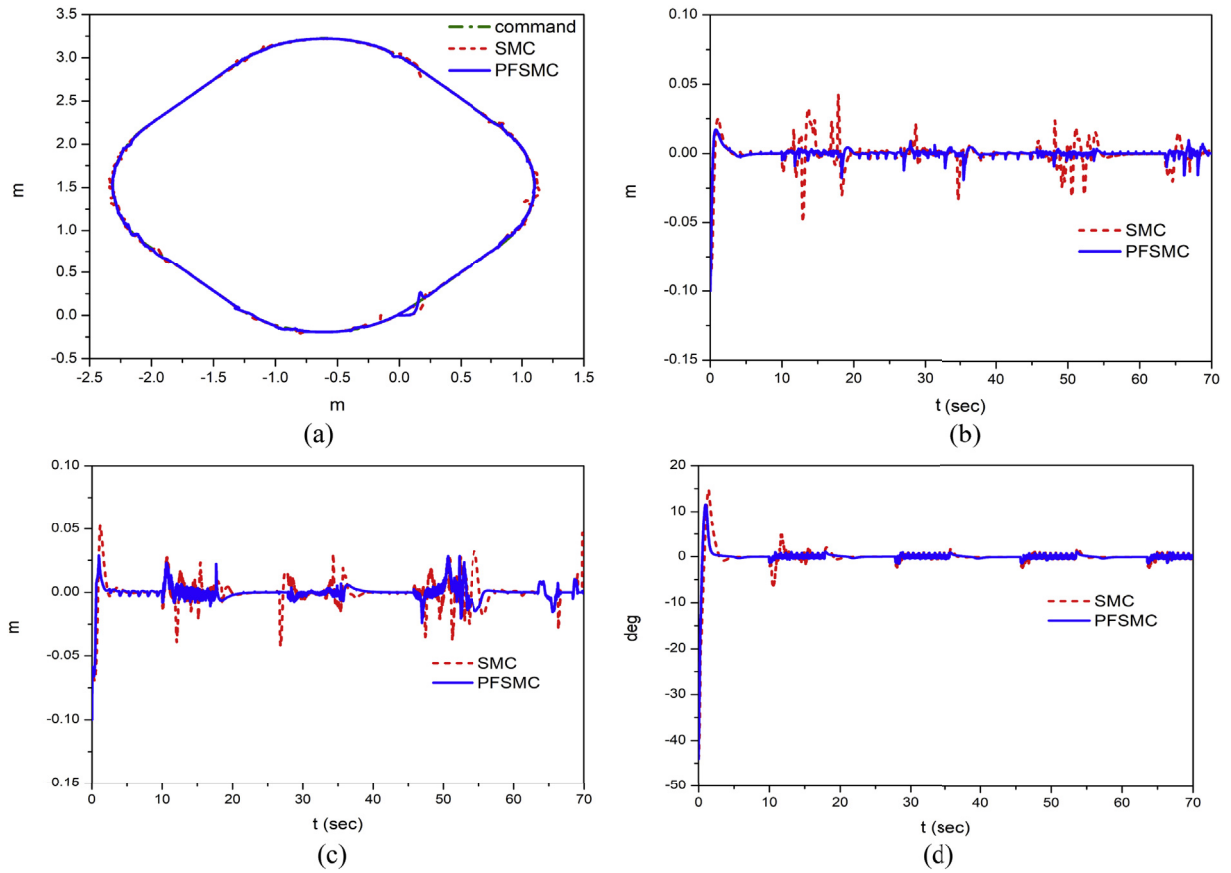 3.5
3.0
2.5
2.0
1.5
1.0
0.5
0.0
-0.5
m
command
SMC
PFSMC
-2.5 -2.0 -1.5 -1.0 -0.5 0.0 0.5 1.0 1.5
m
(a)
0.10
0.05
0.00
-0.05
-0.10
-0.15
m
SMC
PFSMC
0 10 20 30 40 50 60 70
t (sec)
(b)
0.10
0.05
0.00
-0.05
-0.10
0.15
m
SMC
PFSMC
0 10 20 30 40 50 60 70
t (sec)
(c)
20
10
0
-10
-20
-30
-40
-50
deg
SMC
PFSMC
0 10 20 30 40 50 60 70
t (sec)
(d)